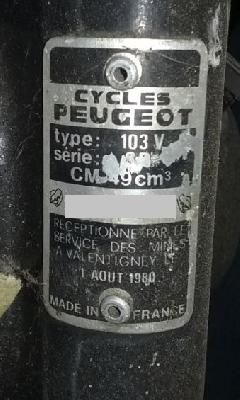 CYCLES
PEUGEOT
type: 103 V
série:
CM 49 cm³
RECEPTIONNE PAR LE
SERVICE DES MINES
A VALENTIGNEY LE
1 AOUT 1980
MADE IN FRANCE